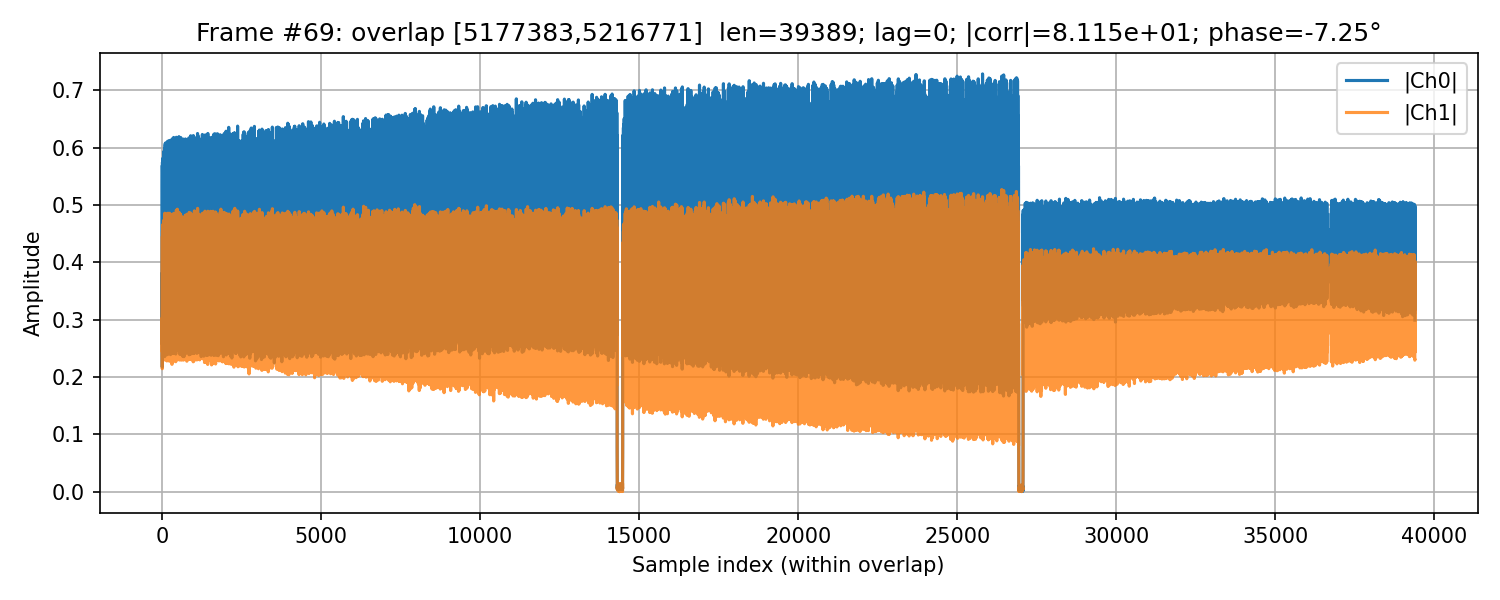 Frame #69: overlap [5177383,5216771]  len=39389; lag=0; |corr|=8.115e+01; phase=-7.25°
|Ch0|
|Ch1|
Amplitude
0.7
0.6
0.5
0.4
0.3
0.2
0.1
0.0
0 5000 10000 15000 20000 25000 30000 35000 40000
Sample index (within overlap)